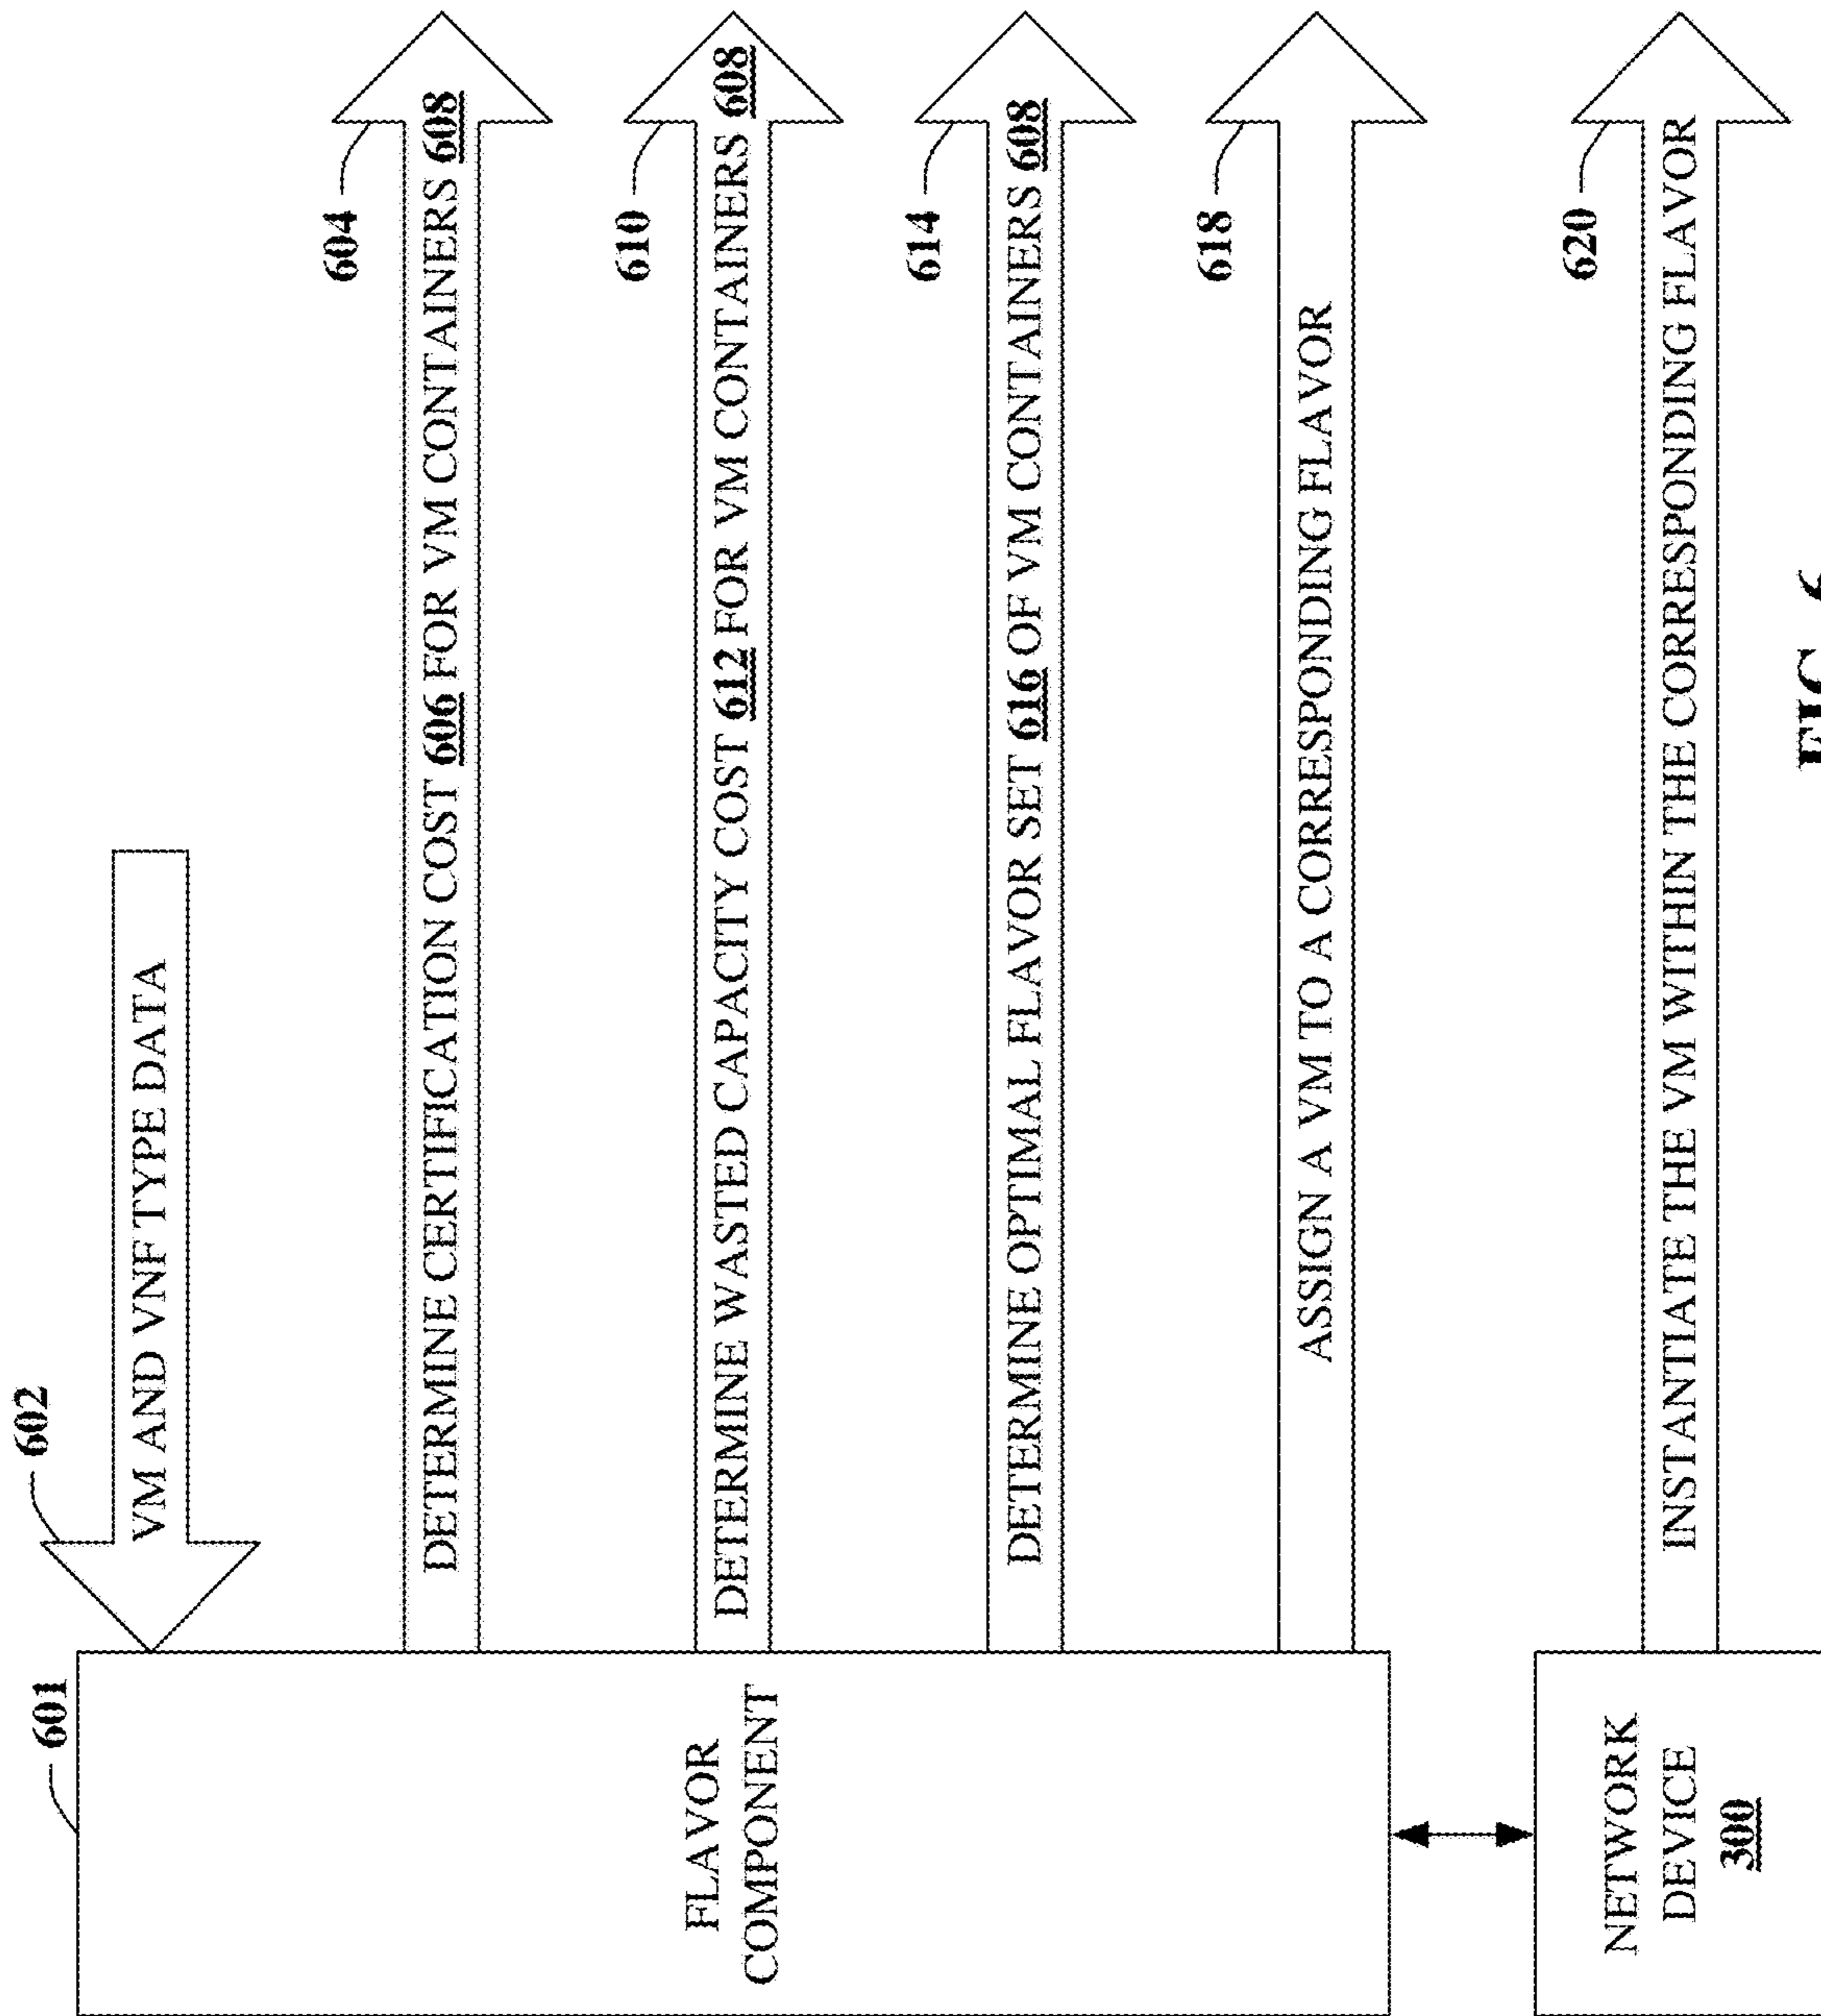 601
602
VM AND VNF TYPE DATA
FLAVOR
COMPONENT
604
DETERMINE CERTIFICATION COST 606 FOR VM CONTAINERS 608
610
DETERMINE WASTED CAPACITY COST 612 FOR VM CONTAINERS 608
614
DETERMINE OPTIMAL FLAVOR SET 616 OF VM CONTAINERS 608
618
ASSIGN A VM TO A CORRESPONDING FLAVOR
NETWORK
DEVICE
300
620
INSTANTIATE THE VM WITHIN THE CORRESPONDING FLAVOR